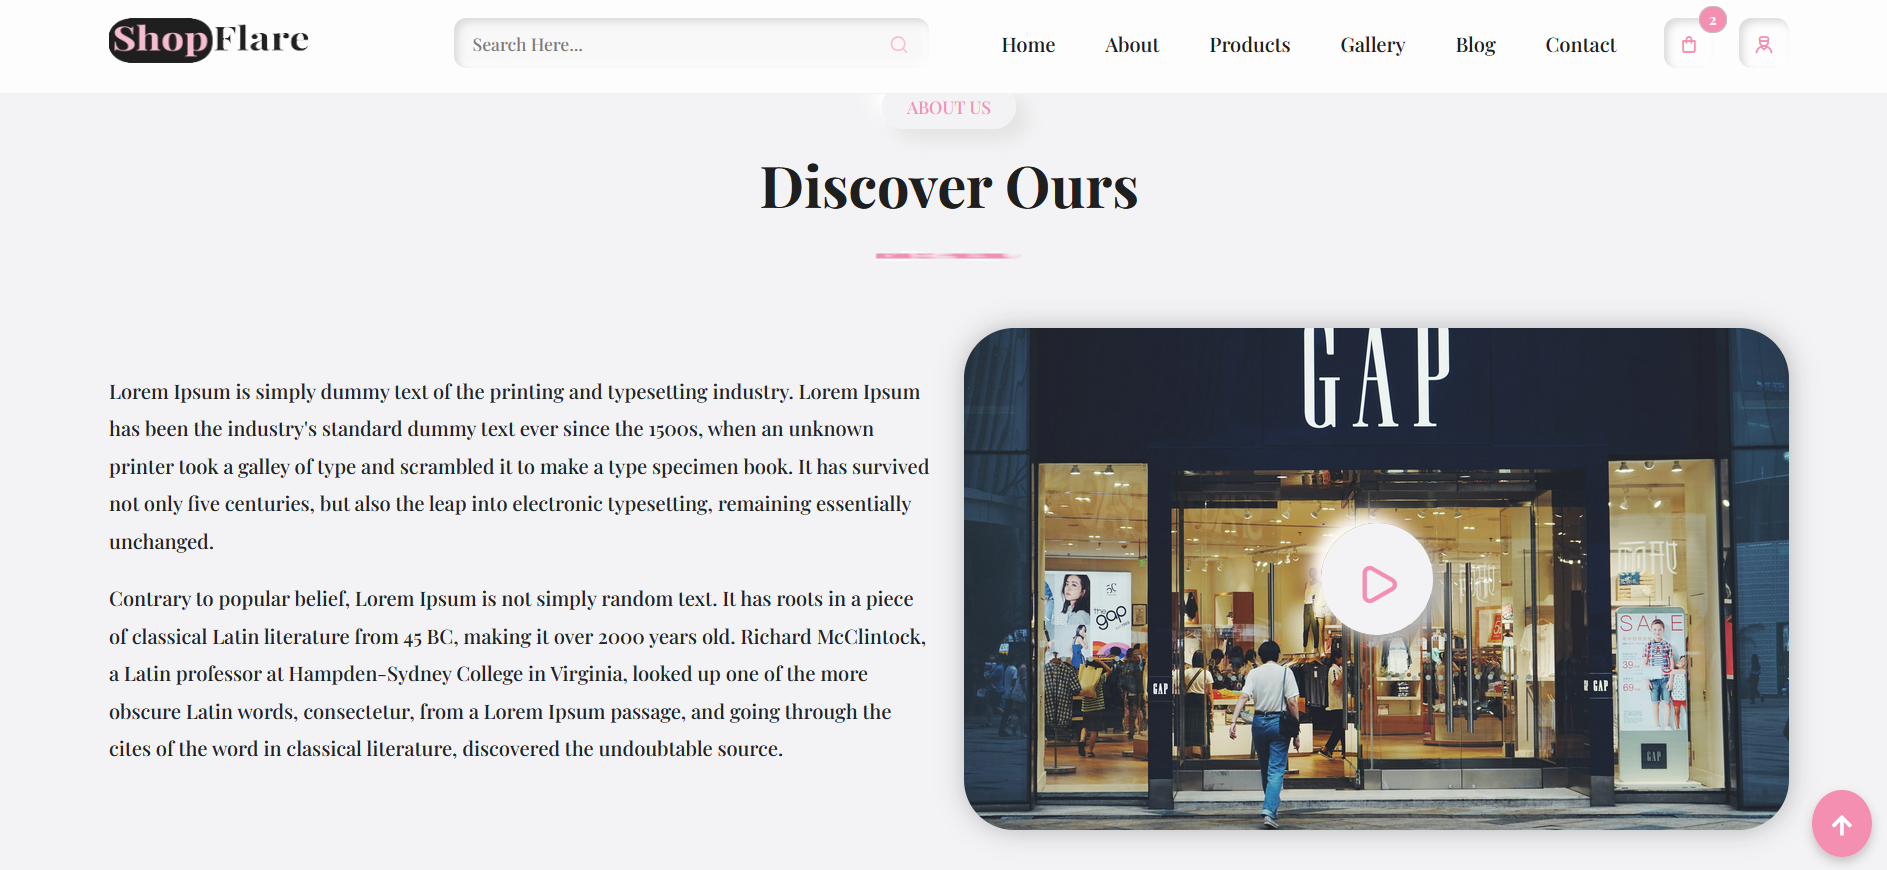 ShopFlare
Search Here...
Home
About
Products
Gallery
Blog
Contact
2
ABOUT US
Discover Ours
Lorem Ipsum is simply dummy text of the printing and typesetting industry. Lorem Ipsum
has been the industry's standard dummy text ever since the 1500s, when an unknown
printer took a galley of type and scrambled it to make a type specimen book. It has survived
not only five centuries, but also the leap into electronic typesetting, remaining essentially
unchanged.
Contrary to popular belief, Lorem Ipsum is not simply random text. It has roots in a piece
of classical Latin literature from 45 BC, making it over 2000 years old. Richard McClintock,
a Latin professor at Hampden-Sydney College in Virginia, looked up one of the more
obscure Latin words, consectetur, from a Lorem Ipsum passage, and going through the
cites of the word in classical literature, discovered the undoubtable source.
GAP
the
gap
GAP
GAP
SALE
39
69
GAP